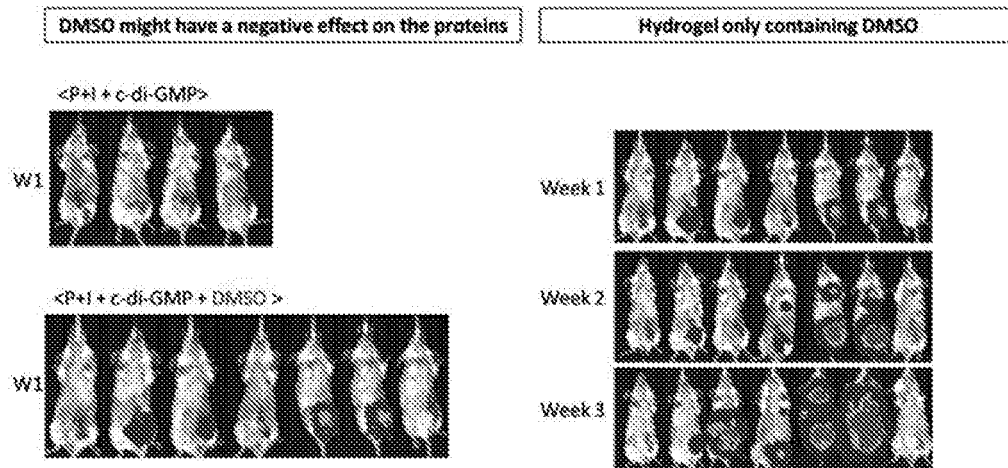 DMSO might have a negative effect on the proteins
Hydrogel only containing DMSO
<P+I + c-di-GMP>
W1
<P+I + c-di-GMP + DMSO >
W1
Week 1
Week 2
Week 3